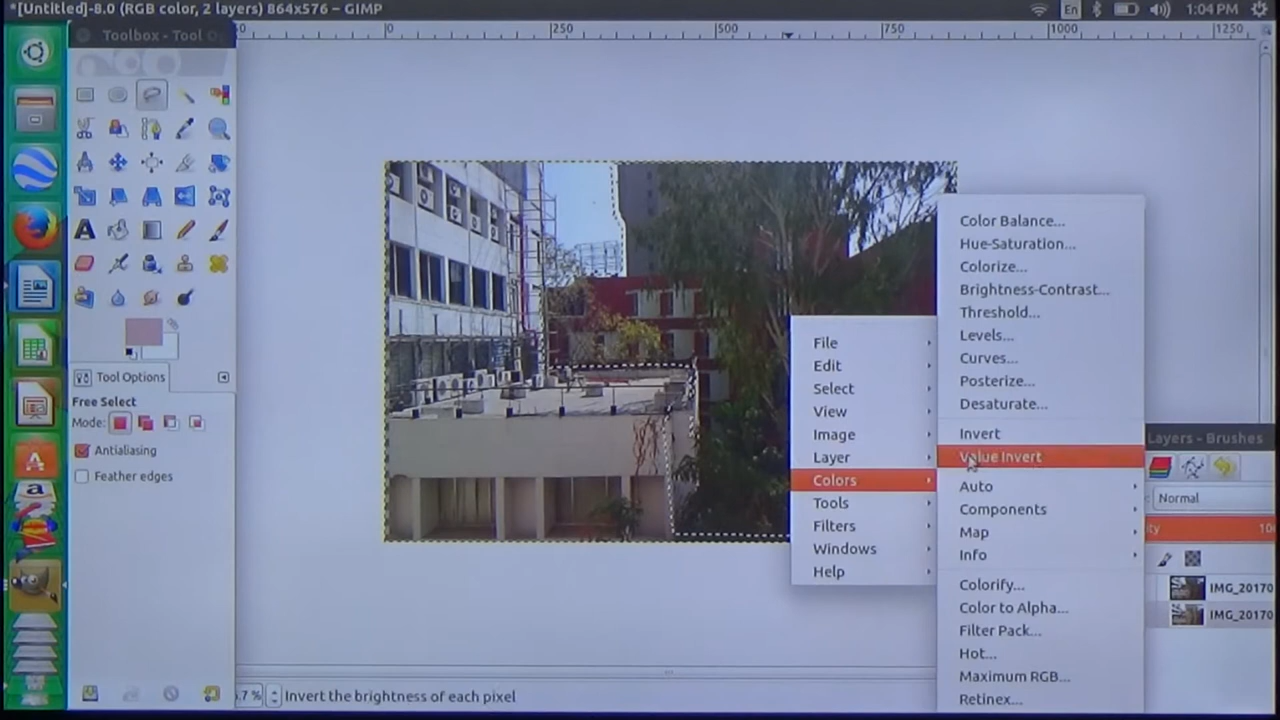 *[Untitled]-8.0 (RGB color, 2 layers) 864x576 – GIMP
En
1:04 PM
Toolbox - Tool
250
500
750
1000
1250
Color Balance...
Hue-Saturation...
Colorize...
Brightness-Contrast...
Threshold...
Levels...
Curves...
Posterize...
Desaturate...
Invert
Value Invert
Auto
Components
Map
Info
Colorify...
Color to Alpha...
Filter Pack...
Hot...
Maximum RGB...
Retinex...
File
Edit
Select
View
Image
Layer
Colors
Tools
Filters
Windows
Help
Tool Options
Free Select
Mode:
Antialiasing
Feather edges
Layers - Brushes
Normal
IMG_20170
IMG_20170
Invert the brightness of each pixel